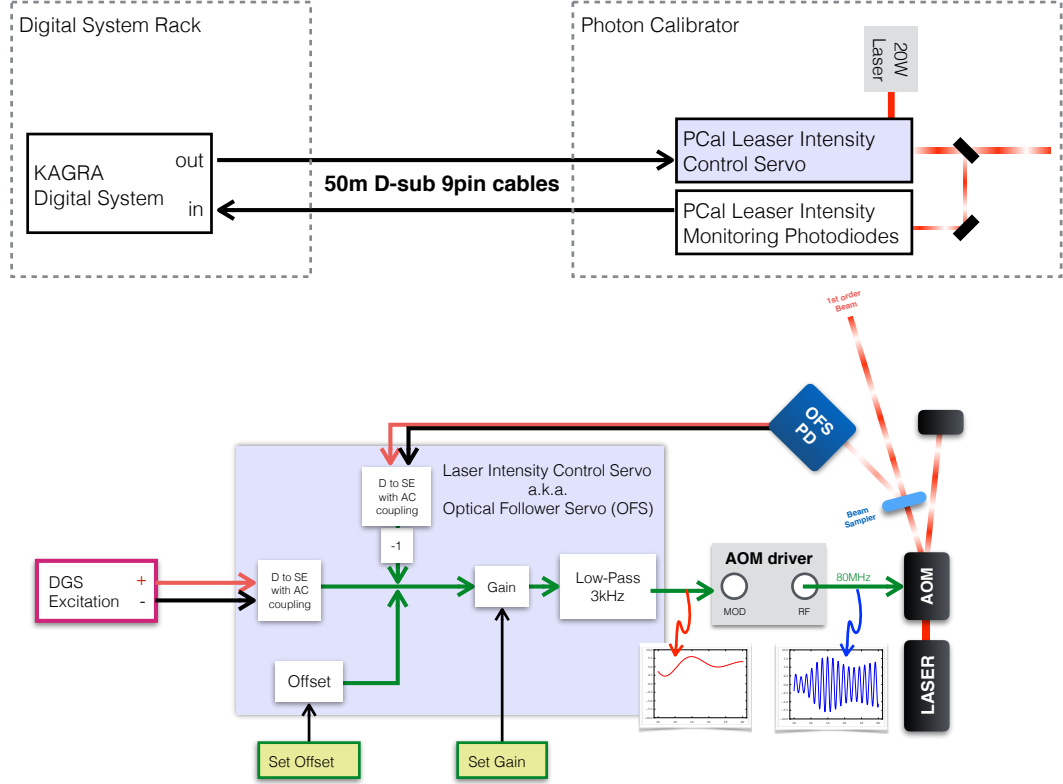 Digital System Rack
Photon Calibrator
20W
Laser
KAGRA
Digital System
out
in
50m D-sub 9pin cables
PCal Leaser Intensity
Control Servo
PCal Leaser Intensity
Monitoring Photodiodes
1st order
Beam
OFS
PD
Beam
Sampler
Laser Intensity Control Servo
a.k.a.
Optical Follower Servo (OFS)
D to SE
with AC
coupling
-1
DGS
Excitation
+
-
D to SE
with AC
coupling
Gain
Low-Pass
3kHz
AOM driver
MOD
RF
80MHz
AOM
LASER
Offset
Set Offset
Set Gain